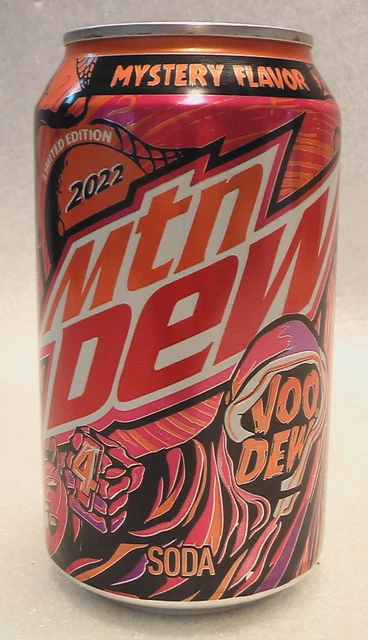 MYSTERY FLAVOR
LIMITED EDITION
2022
Mtn
DEW
VOO
DEW
4
SODA